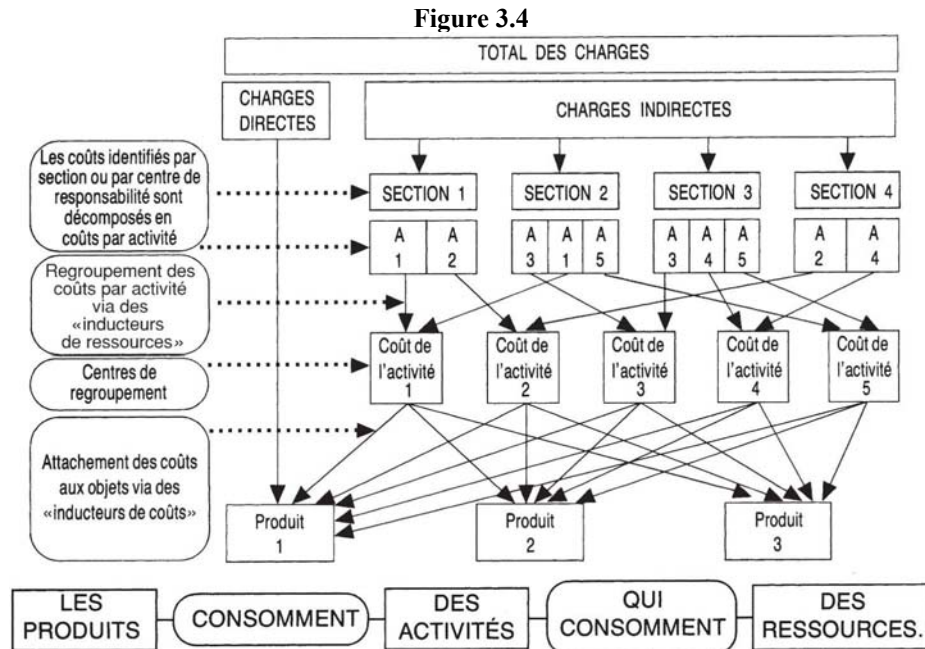 Figure 3.4
TOTAL DES CHARGES
CHARGES
DIRECTES
CHARGES INDIRECTES
Les coûts identifiés par
section ou par centre de
responsabilité sont
décomposés en
coûts par activité
SECTION 1
SECTION 2
SECTION 3
SECTION 4
A
1
A
2
A
3
A
1
A
5
A
3
A
4
A
5
A
2
A
4
Regroupement des
coûts par activité
via des
«inducteurs
de ressources»
Centres de
regroupement
Coût de
l'activité
1
Coût de
l'activité
2
Coût de
l'activité
3
Coût de
l'activité
4
Coût de
l'activité
5
Attachement des coûts
aux objets via des
«inducteurs de coûts»
Produit
1
Produit
2
Produit
3
LES
PRODUITS
CONSOMMENT
DES
ACTIVITÉS
QUI
CONSOMMENT
DES
RESSOURCES.